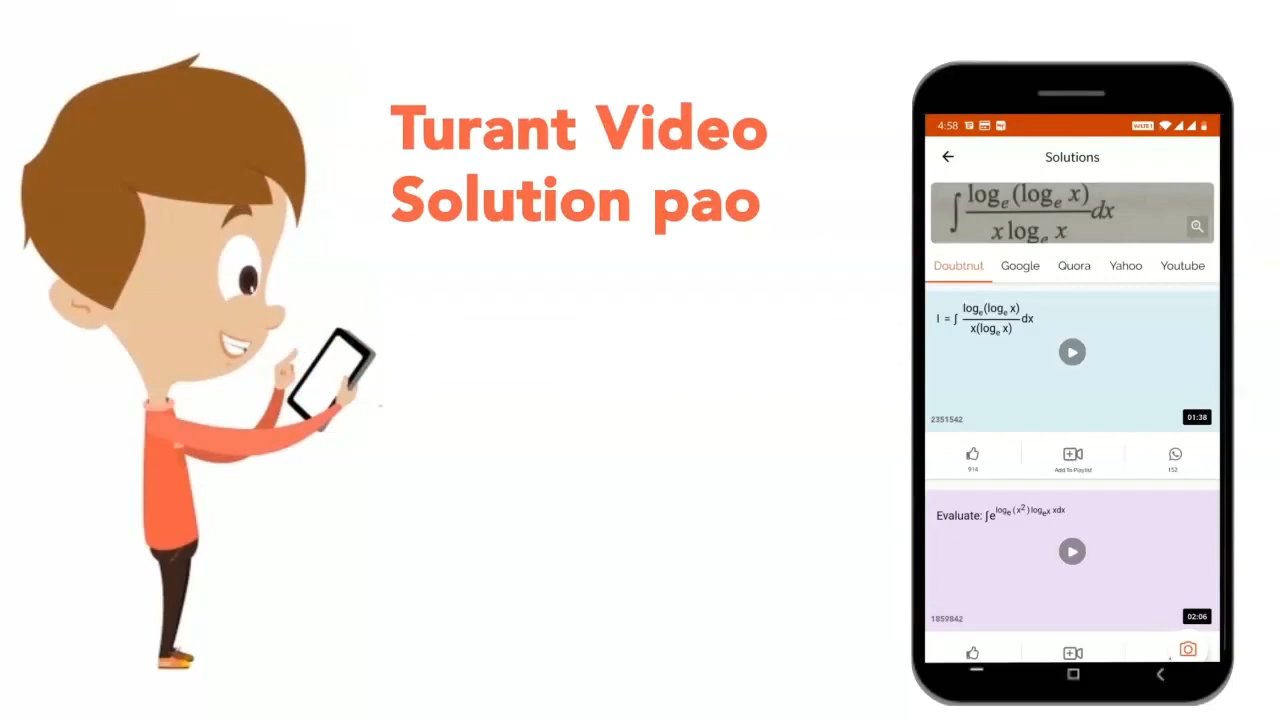 Turant Video
Solution pao
4:58
VoLTE1
Solutions
∫ logₑ(logₑ x) / x logₑ x dx
Doubtnut Google Quora Yahoo Youtube
I = ∫ logₑ(logₑ x) / x(logₑ x) dx
2351542 01:38
914 Add To Playlist 152
Evaluate: ∫e^logₑ(x²)logₑx xdx
1859842 02:06